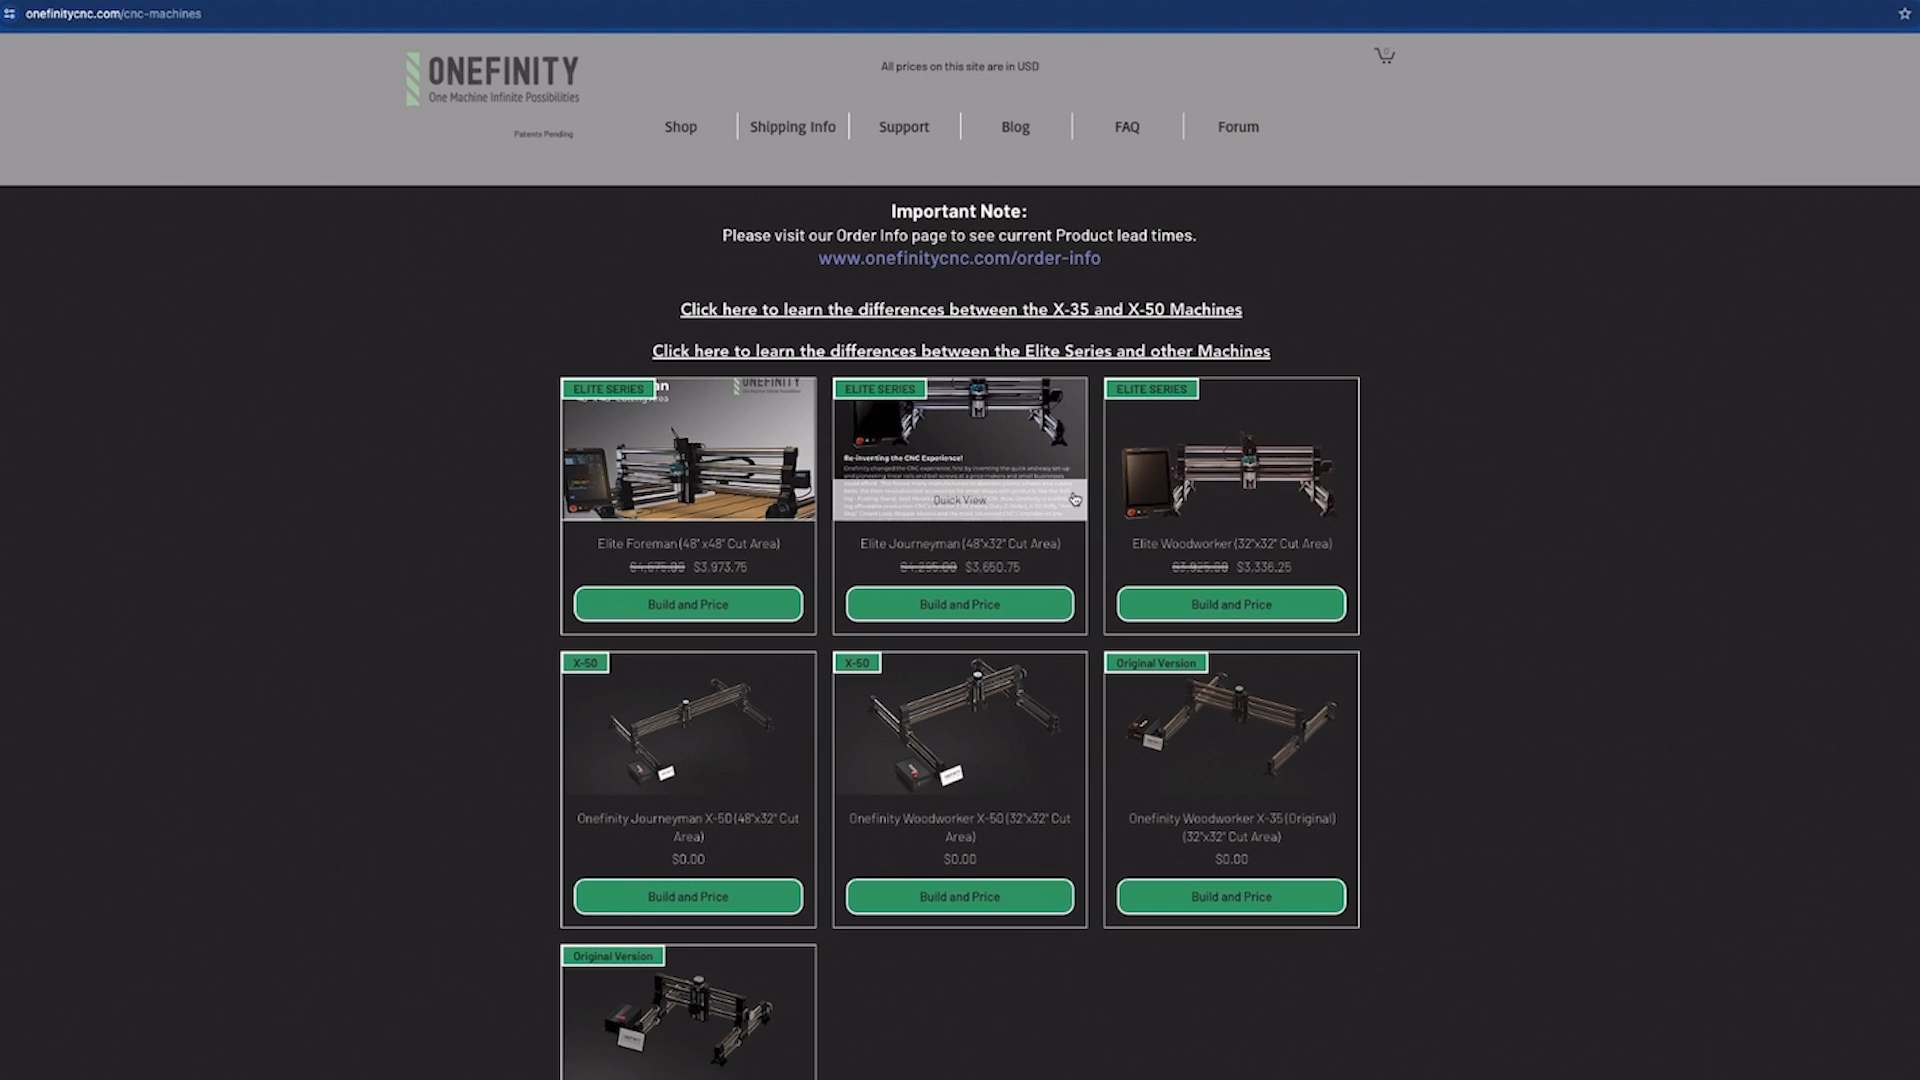 onefinitycnc.com/cnc-machines
ONEFINITY
One Machine Infinite Possibilities
Patents Pending
All prices on this site are in USD
0
Shop
Shipping Info
Support
Blog
FAQ
Forum
Important Note:
Please visit our Order Info page to see current Product lead times.
www.onefinitycnc.com/order-info
Click here to learn the differences between the X-35 and X-50 Machines
Click here to learn the differences between the Elite Series and other Machines
ELITE SERIES
ONEFINITY
Elite Foreman (48" x48" Cut Area)
$3,973.75
Build and Price
ELITE SERIES
Re-inventing the CNC Experience!
Quick View
Elite Journeyman (48"x32" Cut Area)
$3,650.75
Build and Price
ELITE SERIES
Elite Woodworker (32"x32" Cut Area)
$3,336.25
Build and Price
X-50
Onefinity Journeyman X-50 (48"x32" Cut
Area)
$0.00
Build and Price
X-50
Onefinity Woodworker X-50 (32"x32" Cut
Area)
$0.00
Build and Price
Original Version
Onefinity Woodworker X-35 (Original)
(32"x32" Cut Area)
$0.00
Build and Price
Original Version